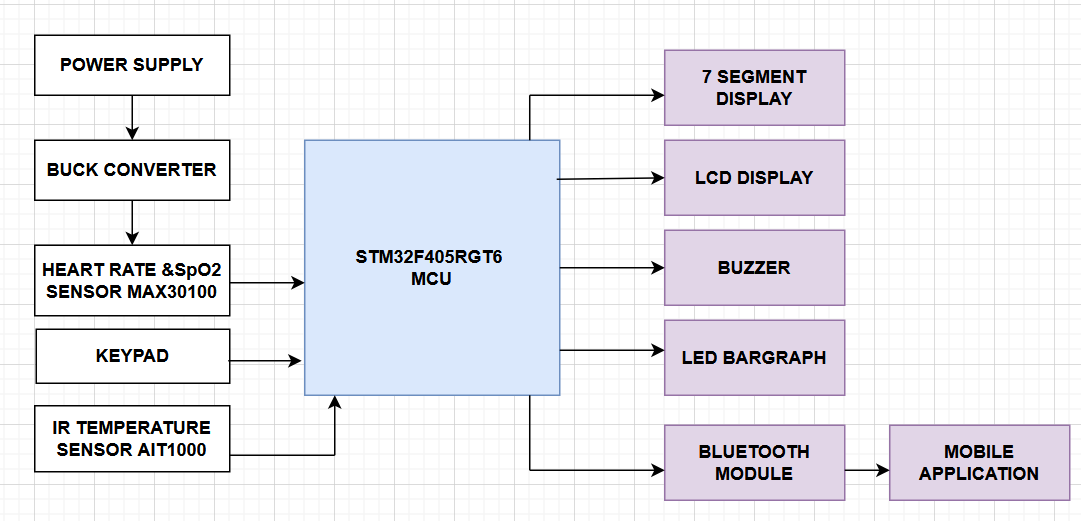 POWER SUPPLY
BUCK CONVERTER
HEART RATE &SpO2
SENSOR MAX30100
KEYPAD
IR TEMPERATURE
SENSOR AIT1000
STM32F405RGT6
MCU
7 SEGMENT
DISPLAY
LCD DISPLAY
BUZZER
LED BARGRAPH
BLUETOOTH
MODULE
MOBILE
APPLICATION